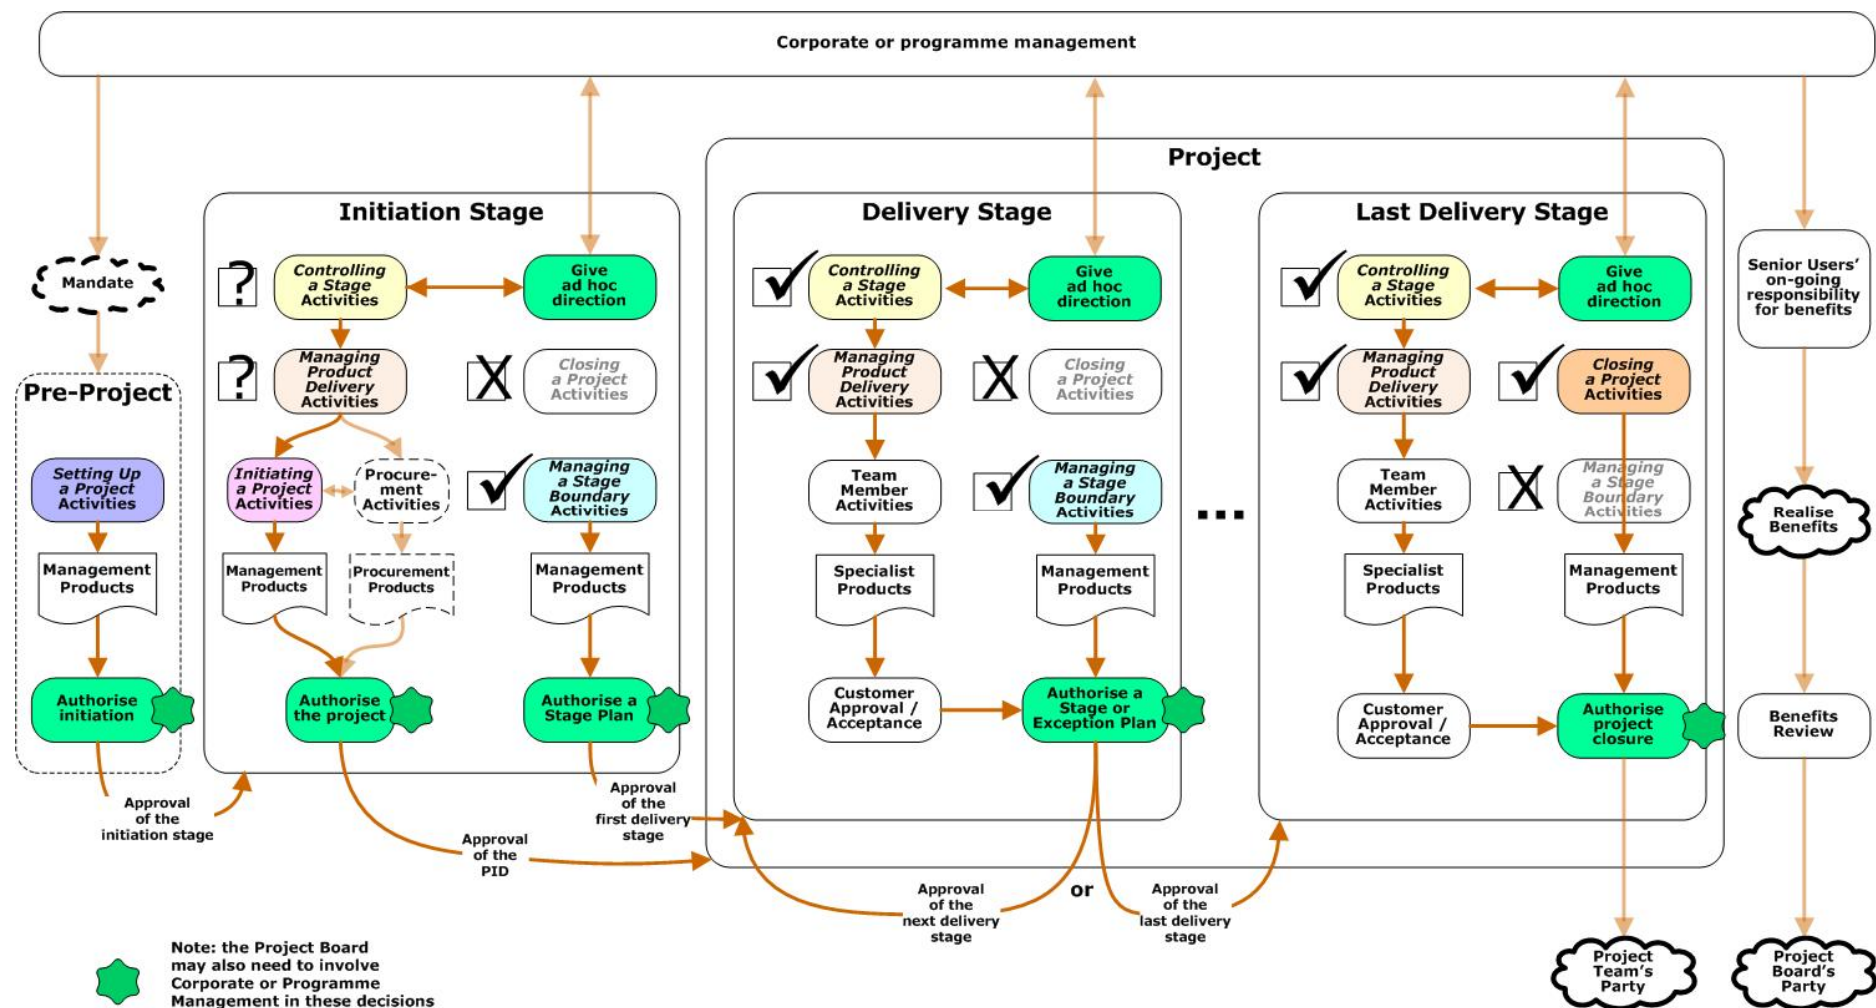 Corporate or programme management
Project
Initiation Stage
Delivery Stage
Last Delivery Stage
Mandate
Pre-Project
Setting Up
a Project
Activities
Management
Products
Authorise
initiation
Approval
of the
initiation stage
?
Controlling
a Stage
Activities
Give
ad hoc
direction
?
Managing
Product
Delivery
Activities
X
Closing
a Project
Activities
Initiating
a Project
Activities
Procure-
ment
Activities
Managing
a Stage
Boundary
Activities
Management
Products
Procurement
Products
Management
Products
Authorise
the project
Authorise a
Stage Plan
Approval
of the
PID
Approval
of the
first delivery
stage
Controlling
a Stage
Activities
Give
ad hoc
direction
Managing
Product
Delivery
Activities
X
Closing
a Project
Activities
Team
Member
Activities
Managing
a Stage
Boundary
Activities
Specialist
Products
Management
Products
Customer
Approval /
Acceptance
Authorise a
Stage or
Exception Plan
Approval
of the
next delivery
stage
or
Approval
of the
last delivery
stage
...
Controlling
a Stage
Activities
Give
ad hoc
direction
Managing
Product
Delivery
Activities
Closing
a Project
Activities
Team
Member
Activities
X
Managing
a Stage
Boundary
Activities
Specialist
Products
Management
Products
Customer
Approval /
Acceptance
Authorise
project
closure
Project
Team's
Party
Senior Users'
on-going
responsibility
for benefits
Realise
Benefits
Benefits
Review
Project
Board's
Party
Note: the Project Board
may also need to involve
Corporate or Programme
Management in these decisions